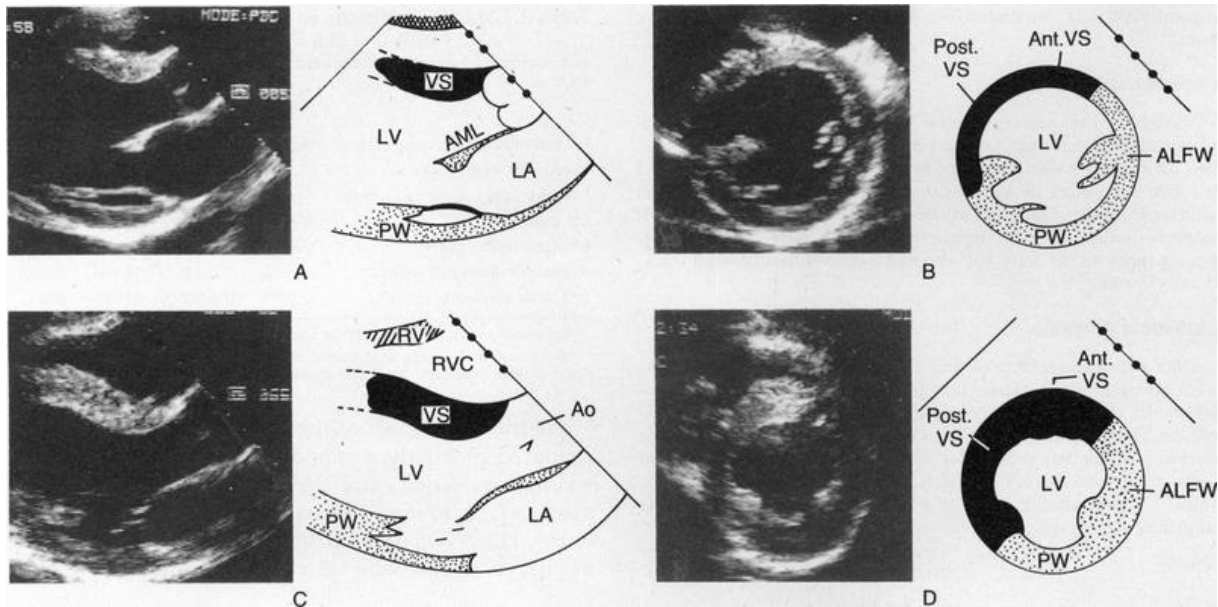 MODE:PBC
:58
VS
LV
AML
LA
PW
A
Post.
VS
Ant.VS
LV
ALFW
PW
B
RV
RVC
VS
Ao
LV
PW
LA
C
Ant.
VS
Post.
VS
LV
ALFW
PW
D